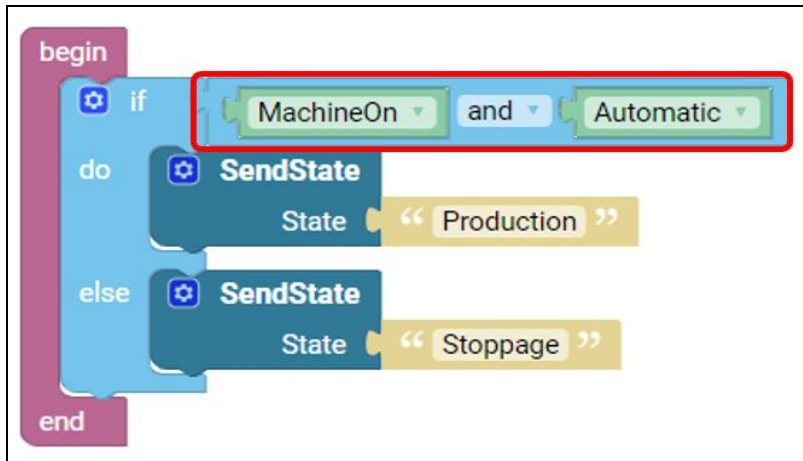 begin
if MachineOn and Automatic
do SendState
State “ Production ”
else SendState
State “ Stoppage ”
end